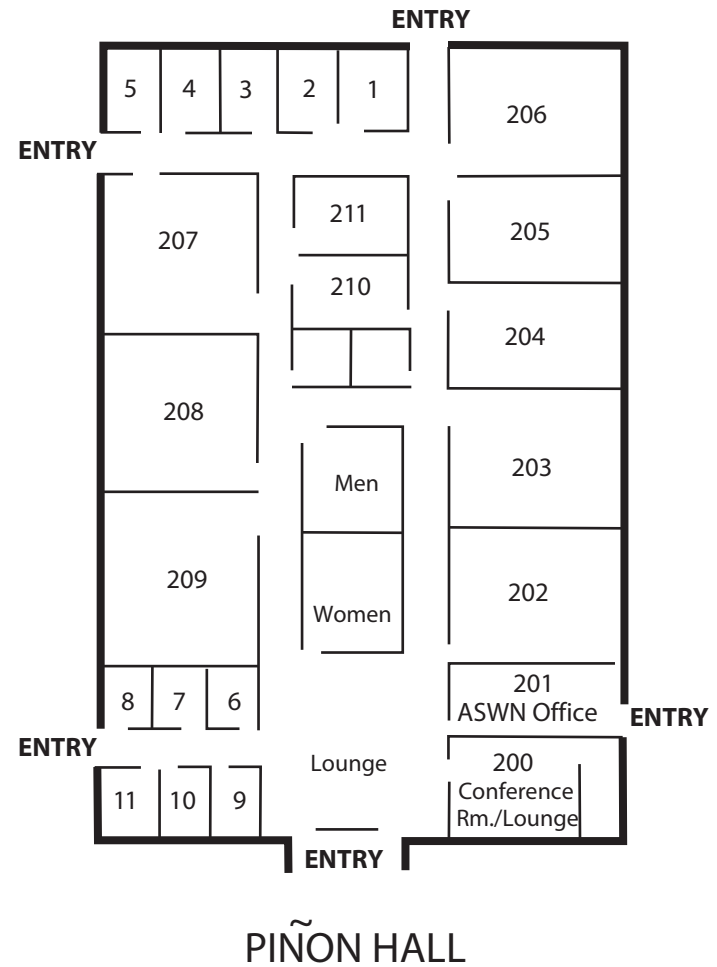 ENTRY
5
4
3
2
1
206
ENTRY
211
205
207
210
204
208
203
Men
209
202
Women
201
ASWN Office
8
7
6
ENTRY
ENTRY
Lounge
200
Conference
Rm./Lounge
11
10
9
ENTRY
PIÑON HALL